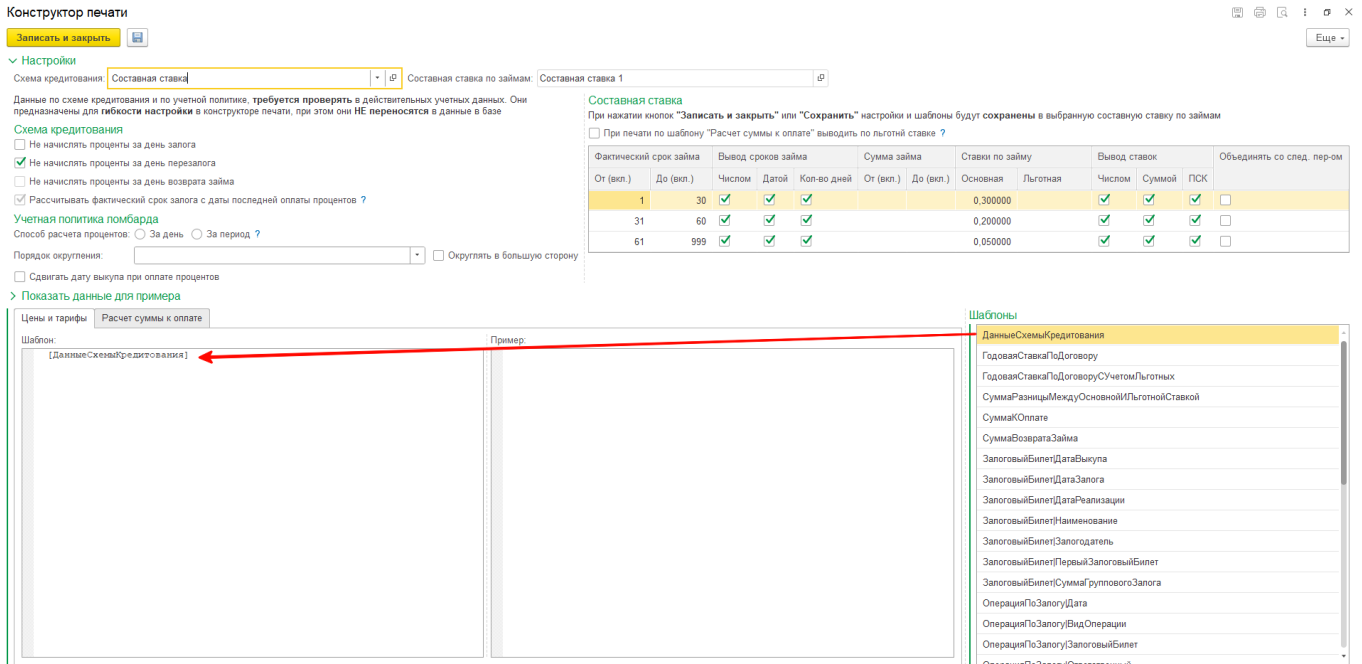 Конструктор печати
Записать и закрыть
Еще
Настройки
Схема кредитования: Составная ставка Составная ставка по займам: Составная ставка 1
Данные по схеме кредитования и по учетной политике, требуется проверять в действительных учетных данных. Они
предназначены для гибкости настройки в конструкторе печати, при этом они НЕ переносятся в данные в базе
Схема кредитования
Не начислять проценты за день залога
Не начислять проценты за день перезалога
Не начислять проценты за день возврата займа
Рассчитывать фактический срок залога с даты последней оплаты процентов ?
Учетная политика ломбарда
Способ расчета процентов: За день За период ?
Порядок округления: Округлять в большую сторону
Сдвигать дату выкупа при оплате процентов
Составная ставка
При нажатии кнопок "Записать и закрыть" или "Сохранить" настройки и шаблоны будут сохранены в выбранную составную ставку по займам
При печати по шаблону "Расчет суммы к оплате" выводить по льготнй ставке ?
Фактический срок займа Вывод сроков займа Сумма займа Ставки по займу Вывод ставок Объединять со след. пер-ом
От (вкл.) До (вкл.) Числом Датой Кол-во дней От (вкл.) До (вкл.) Основная Льготная Числом Суммой ПСК
1 30 0,300000
31 60 0,200000
61 999 0,050000
Показать данные для примера
Цены и тарифы Расчет суммы к оплате
Шаблон:
[ДанныеСхемыКредитования]
Пример:
Шаблоны
ДанныеСхемыКредитования
ГодоваяСтавкаПоДоговору
ГодоваяСтавкаПоДоговоруСУчетомЛьготных
СуммаРазницыМеждуОсновнойИЛьготнойСтавкой
СуммаКОплате
СуммаВозвратаЗайма
ЗалоговыйБилет|ДатаВыкупа
ЗалоговыйБилет|ДатаЗалога
ЗалоговыйБилет|ДатаРеализации
ЗалоговыйБилет|Наименование
ЗалоговыйБилет|Залогодатель
ЗалоговыйБилет|ПервыйЗалоговыйБилет
ЗалоговыйБилет|СуммаГрупповогоЗалога
ОперацияПоЗалогу|Дата
ОперацияПоЗалогу|ВидОперации
ОперацияПоЗалогу|ЗалоговыйБилет